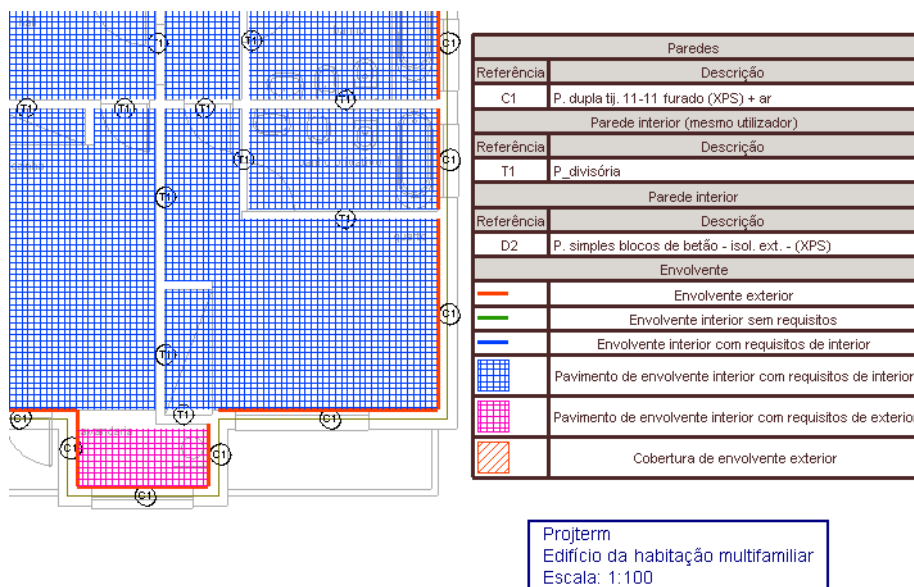 C1
T1
T1
T1
T1
T1
T1
C1
T1
T1
T1
C1
T1
C1
T1
C1
C1
C1
C1
C1
Paredes
Referência Descrição
C1 P. dupla tij. 11-11 furado (XPS) + ar
Parede interior (mesmo utilizador)
Referência Descrição
T1 P_divisória
Parede interior
Referência Descrição
D2 P. simples blocos de betão - isol. ext. - (XPS)
Envolvente
Envolvente exterior
Envolvente interior sem requisitos
Envolvente interior com requisitos de interior
Pavimento de envolvente interior com requisitos de interior
Pavimento de envolvente interior com requisitos de exterior
Cobertura de envolvente exterior
Projterm
Edifício da habitação multifamiliar
Escala: 1:100